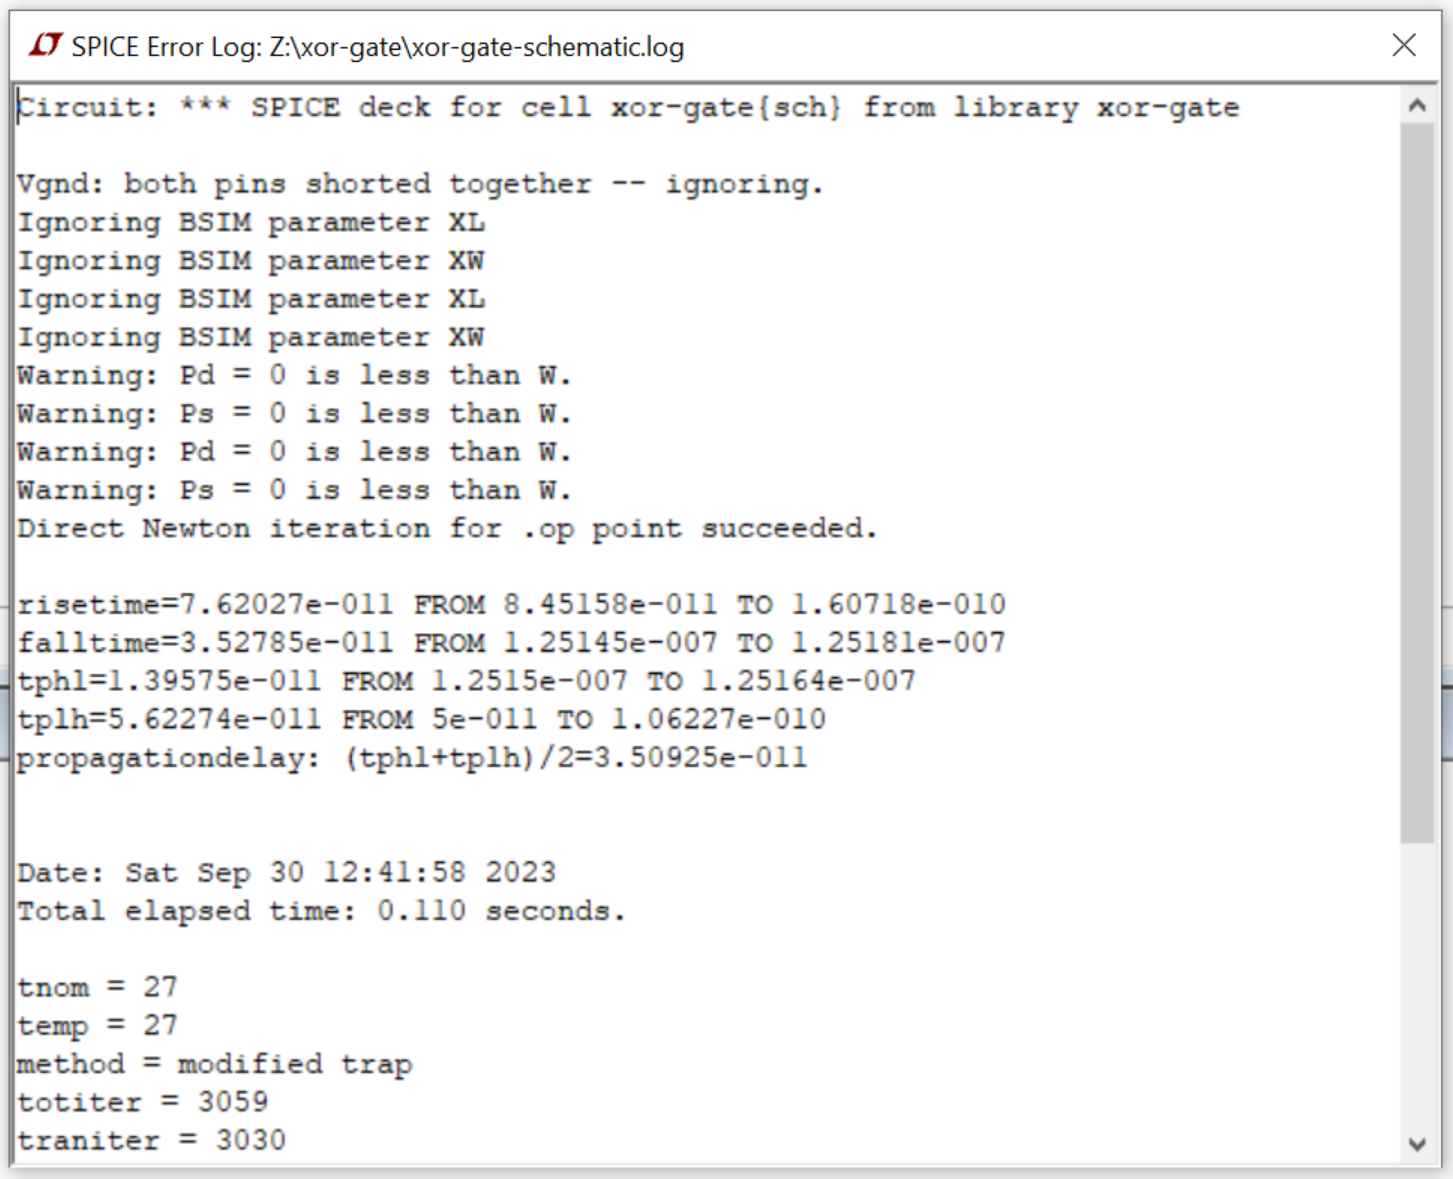 SPICE Error Log: Z:\xor-gate\xor-gate-schematic.log
Circuit: *** SPICE deck for cell xor-gate{sch} from library xor-gate
Vgnd: both pins shorted together -- ignoring.
Ignoring BSIM parameter XL
Ignoring BSIM parameter XW
Ignoring BSIM parameter XL
Ignoring BSIM parameter XW
Warning: Pd = 0 is less than W.
Warning: Ps = 0 is less than W.
Warning: Pd = 0 is less than W.
Warning: Ps = 0 is less than W.
Direct Newton iteration for .op point succeeded.
risetime=7.62027e-011 FROM 8.45158e-011 TO 1.60718e-010
falltime=3.52785e-011 FROM 1.25145e-007 TO 1.25181e-007
tphl=1.39575e-011 FROM 1.2515e-007 TO 1.25164e-007
tplh=5.62274e-011 FROM 5e-011 TO 1.06227e-010
propagationdelay: (tphl+tplh)/2=3.50925e-011
Date: Sat Sep 30 12:41:58 2023
Total elapsed time: 0.110 seconds.
tnom = 27
temp = 27
method = modified trap
totiter = 3059
traniter = 3030